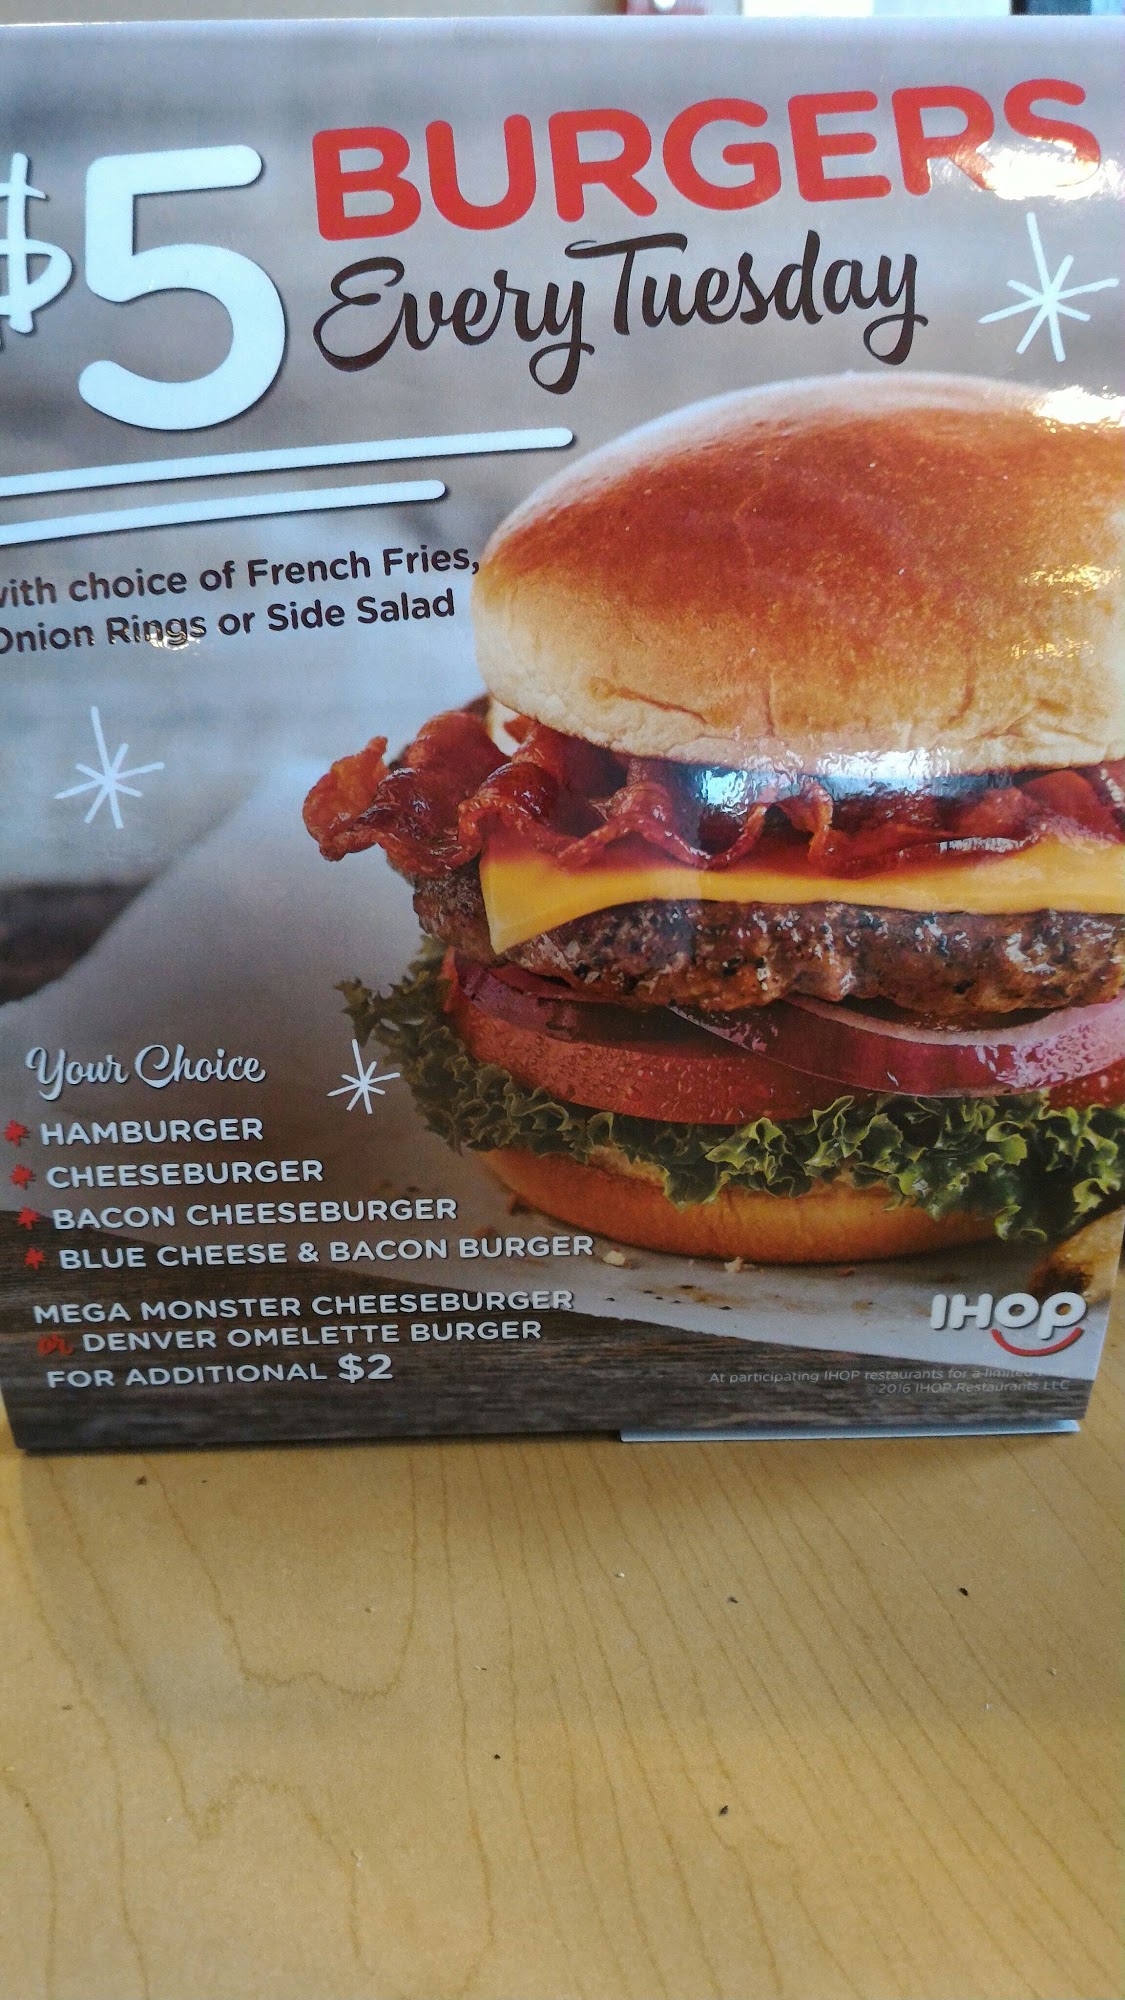 $5 BURGERS
Every Tuesday
with choice of French Fries,
Onion Rings or Side Salad
Your Choice
HAMBURGER
CHEESEBURGER
BACON CHEESEBURGER
BLUE CHEESE & BACON BURGER
MEGA MONSTER CHEESEBURGER
or DENVER OMELETTE BURGER
FOR ADDITIONAL $2
IHOP
At participating IHOP restaurants for a limited
2016 IHOP Restaurants LLC